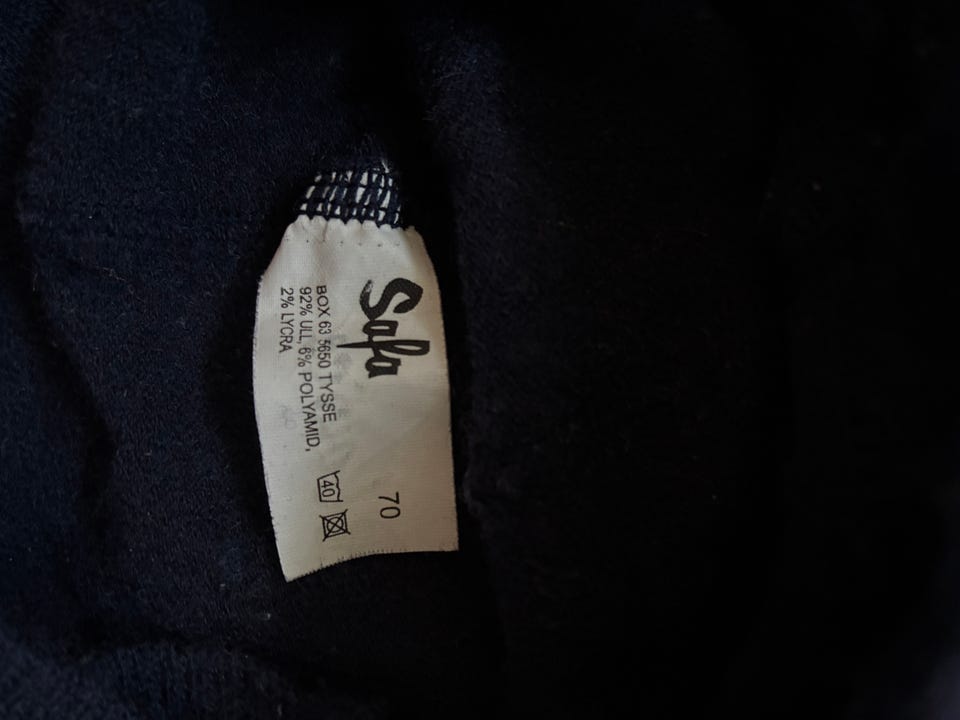 Safa
BOX 63 5650 TYSSE
92% ULL, 6% POLYAMID,
2% LYCRA
40
70